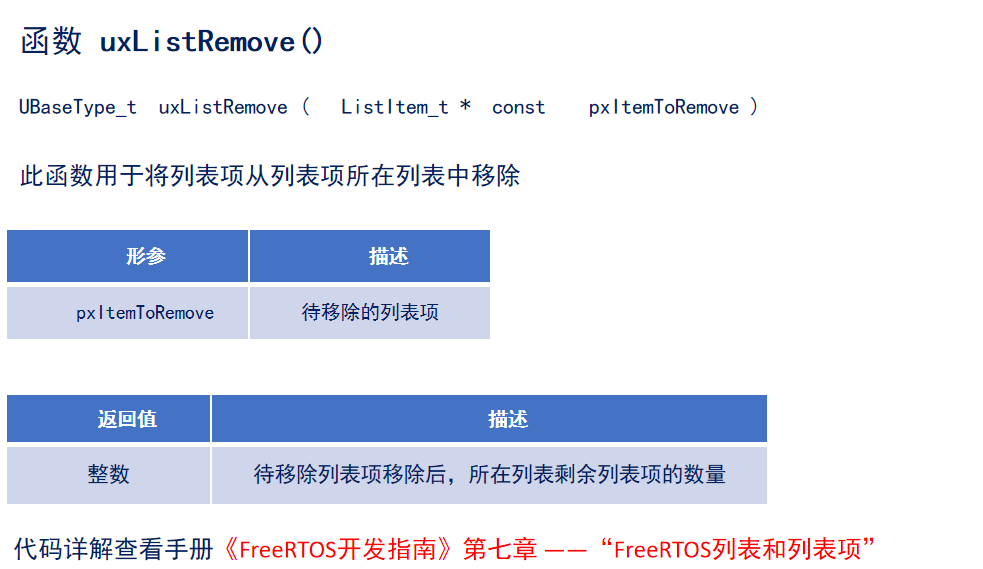 函数 uxListRemove()
UBaseType_t uxListRemove ( ListItem_t * const pxItemToRemove )
此函数用于将列表项从列表项所在列表中移除
形参 描述
pxItemToRemove 待移除的列表项
返回值 描述
整数 待移除列表项移除后，所在列表剩余列表项的数量
代码详解查看手册《FreeRTOS开发指南》第七章 —— “FreeRTOS列表和列表项”